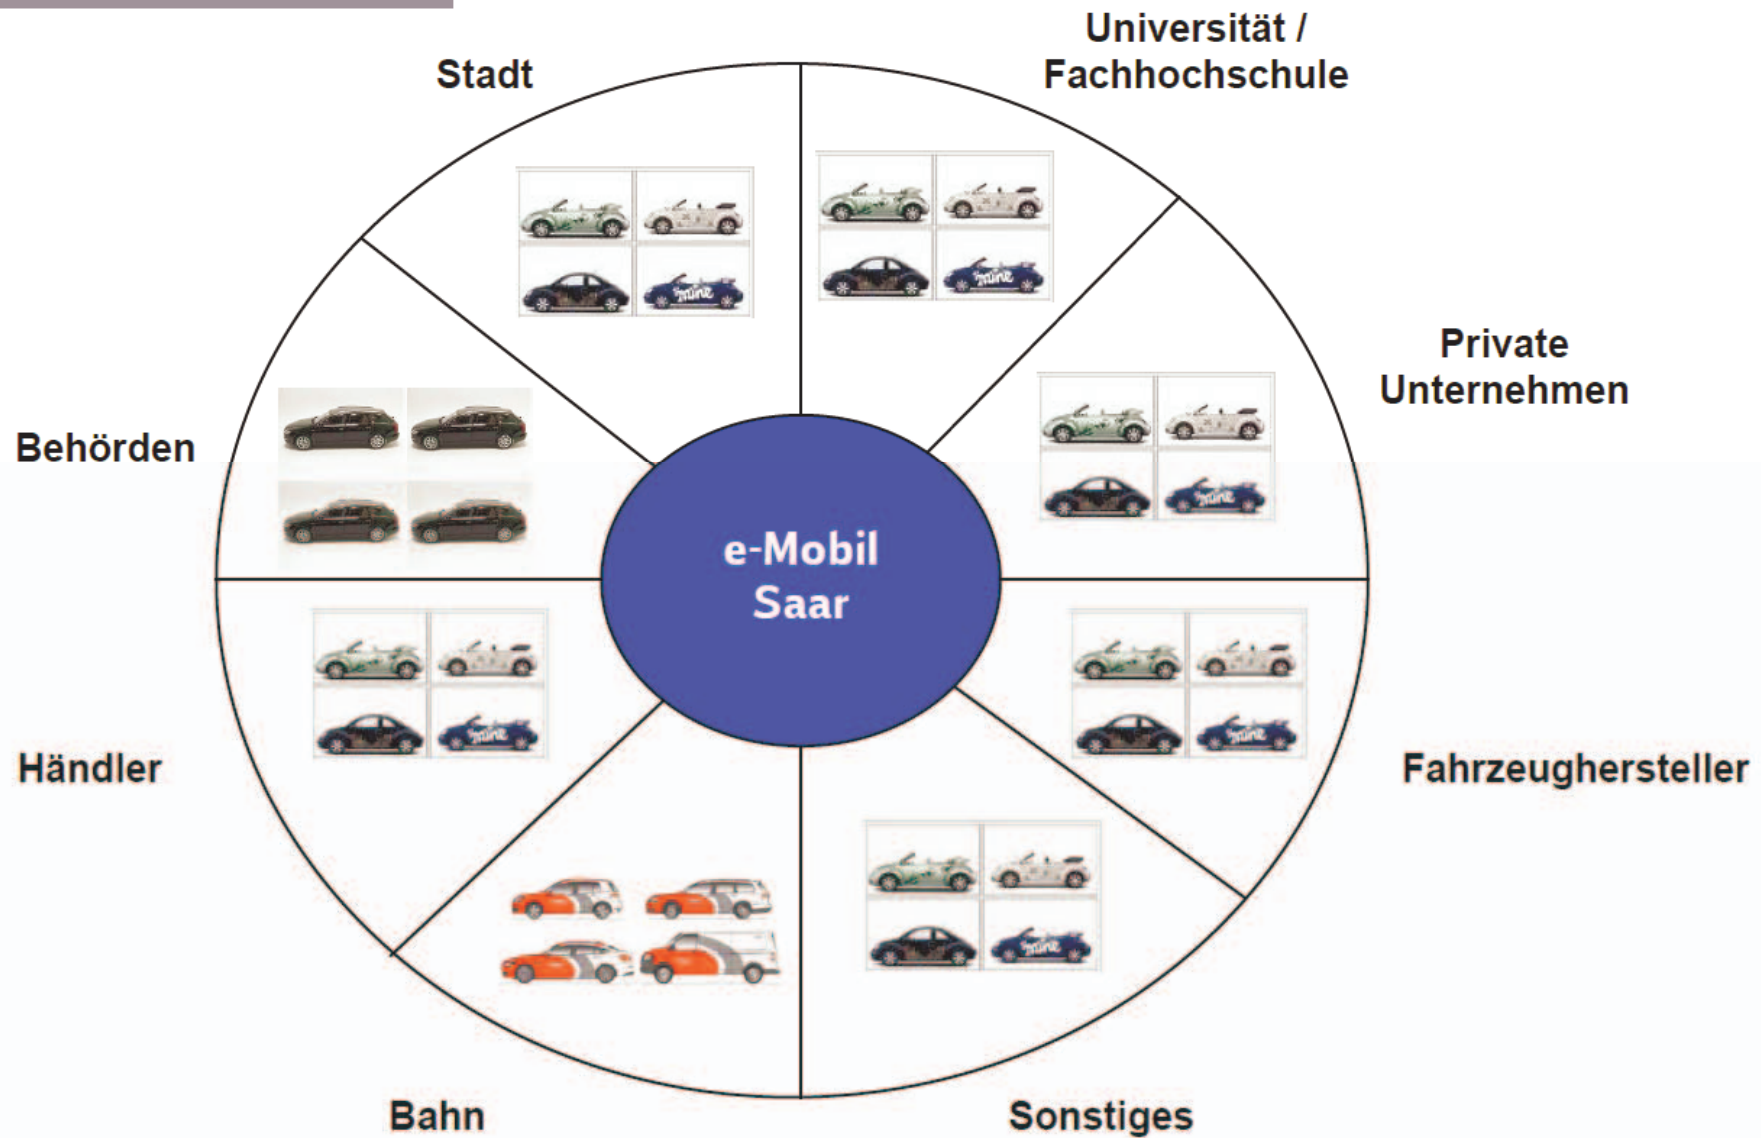 Universität /
Fachhochschule
Stadt
Private
Unternehmen
Behörden
e-Mobil
Saar
Händler
Fahrzeughersteller
Bahn
Sonstiges